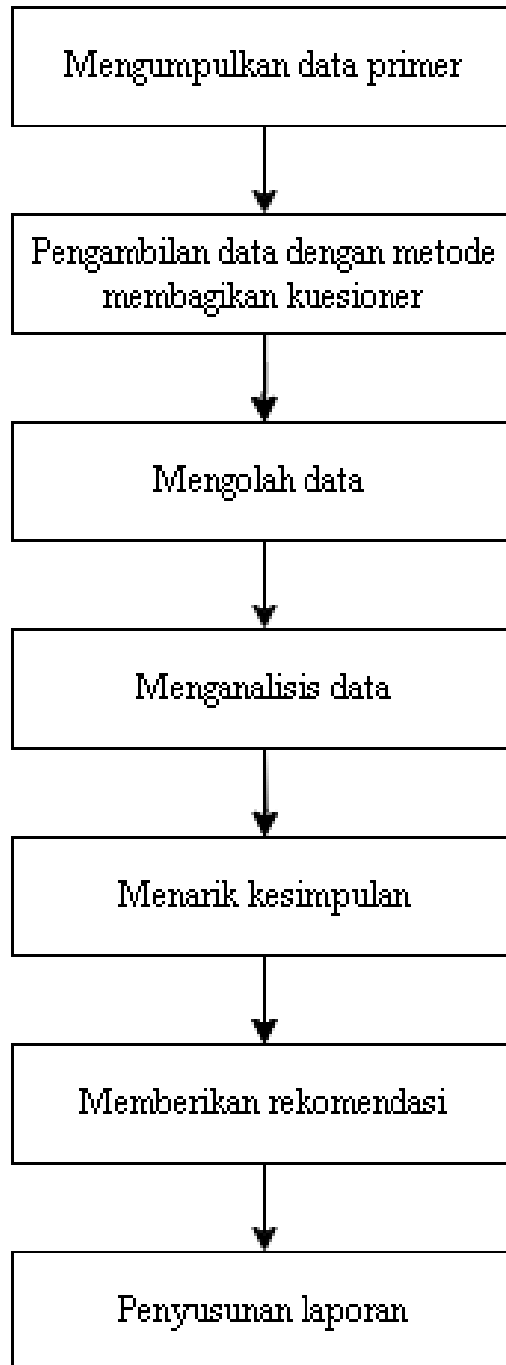 Mengumpulkan data primer
Pengambilan data dengan metode
membagikan kuesioner
Mengolah data
Menganalisis data
Menarik kesimpulan
Memberikan rekomendasi
Penyusunan laporan